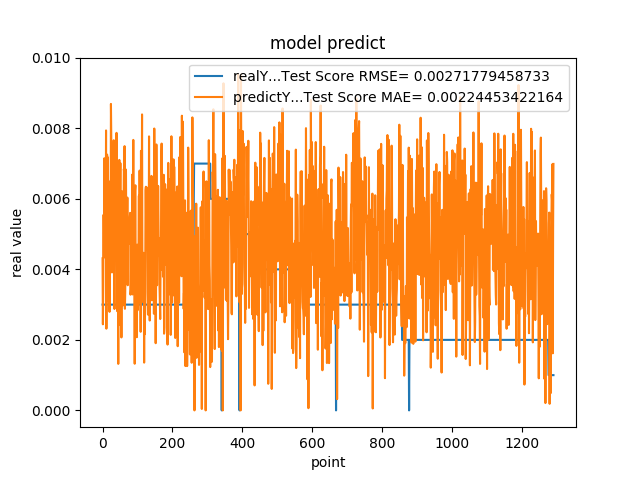 model predict
realY...Test Score RMSE= 0.00271779458733
predictY...Test Score MAE= 0.00224453422164
real value
0.010
0.008
0.006
0.004
0.002
0.000
0 200 400 600 800 1000 1200
point